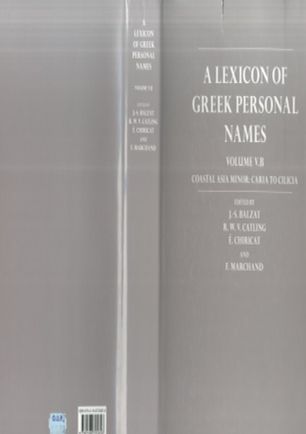 A
LEXICON
OF GREEK
PERSONAL
NAMES
VOLUME V.B
EDITED BY
J.-S. BALZAT
R. W. V. CATLING
É. CHIRICAT
AND
F. MARCHAND
A LEXICON OF
GREEK PERSONAL
NAMES
VOLUME V.B
COASTAL ASIA MINOR: CARIA TO CILICIA
EDITED BY
J.-S. BALZAT
R. W. V. CATLING
É. CHIRICAT
AND
F. MARCHAND